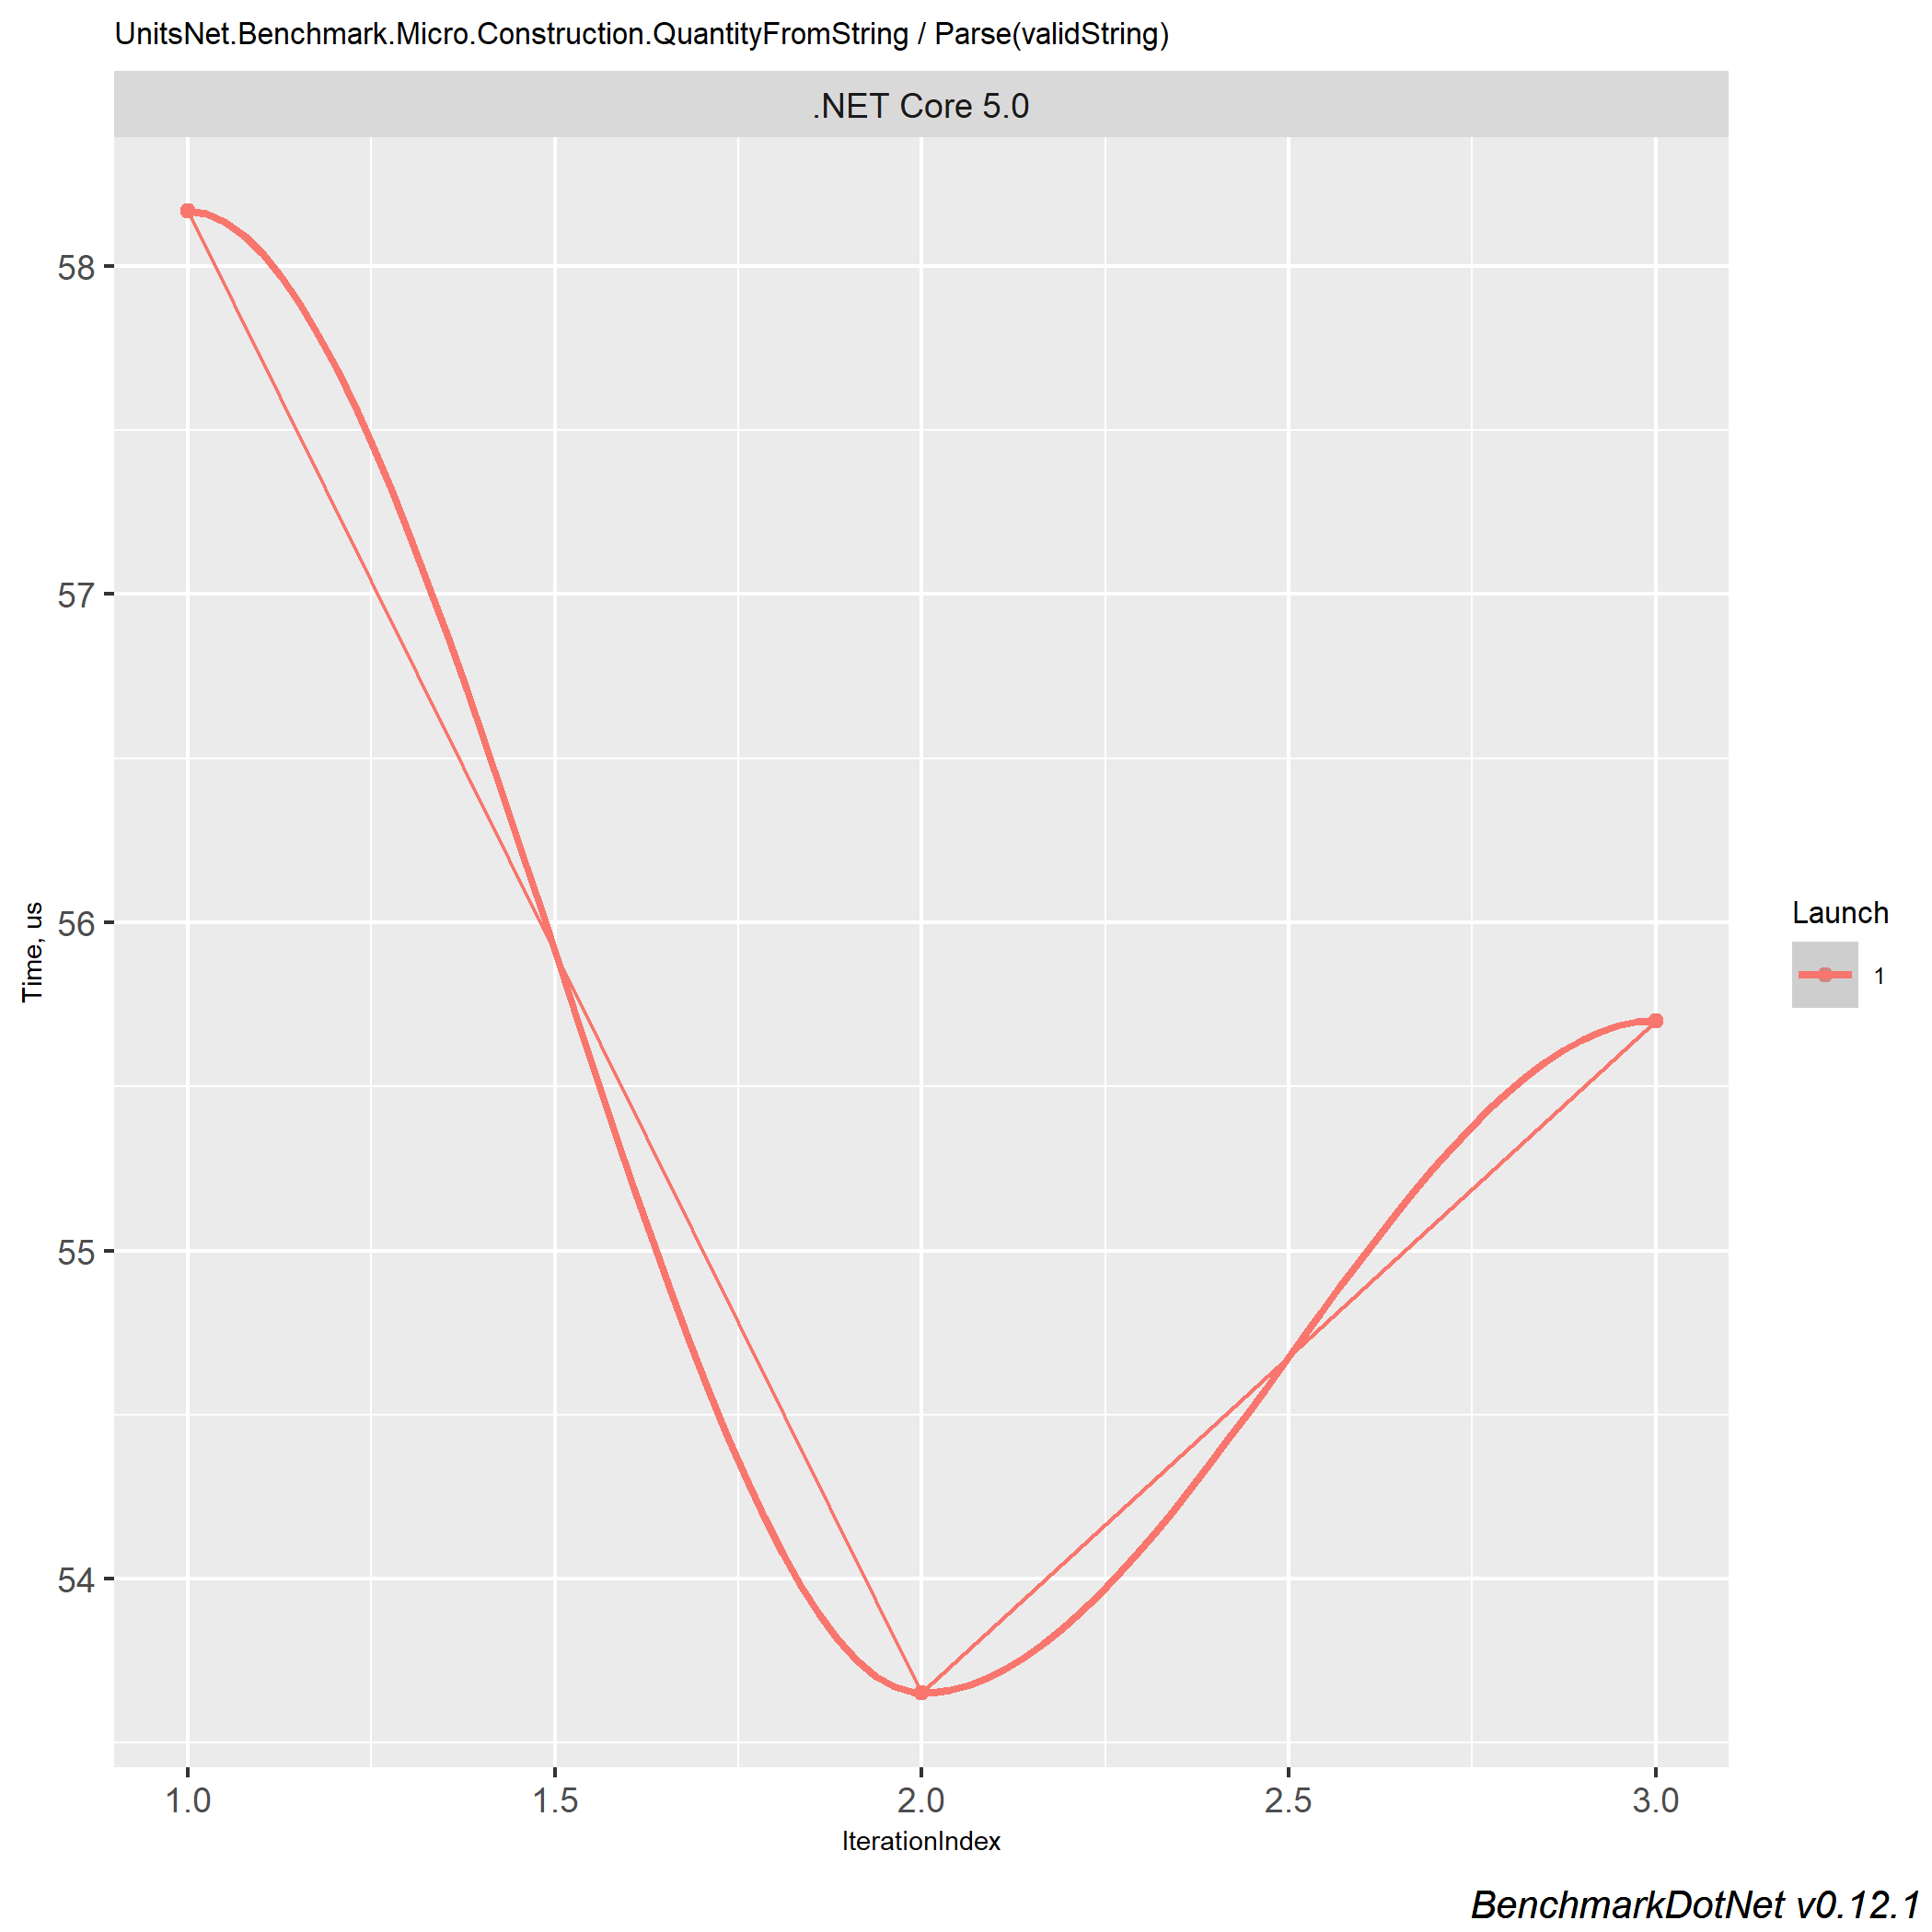 UnitsNet.Benchmark.Micro.Construction.QuantityFromString / Parse(validString)
.NET Core 5.0
58
57
56
55
54
Time, us
1.0 1.5 2.0 2.5 3.0
IterationIndex
Launch
1
BenchmarkDotNet v0.12.1